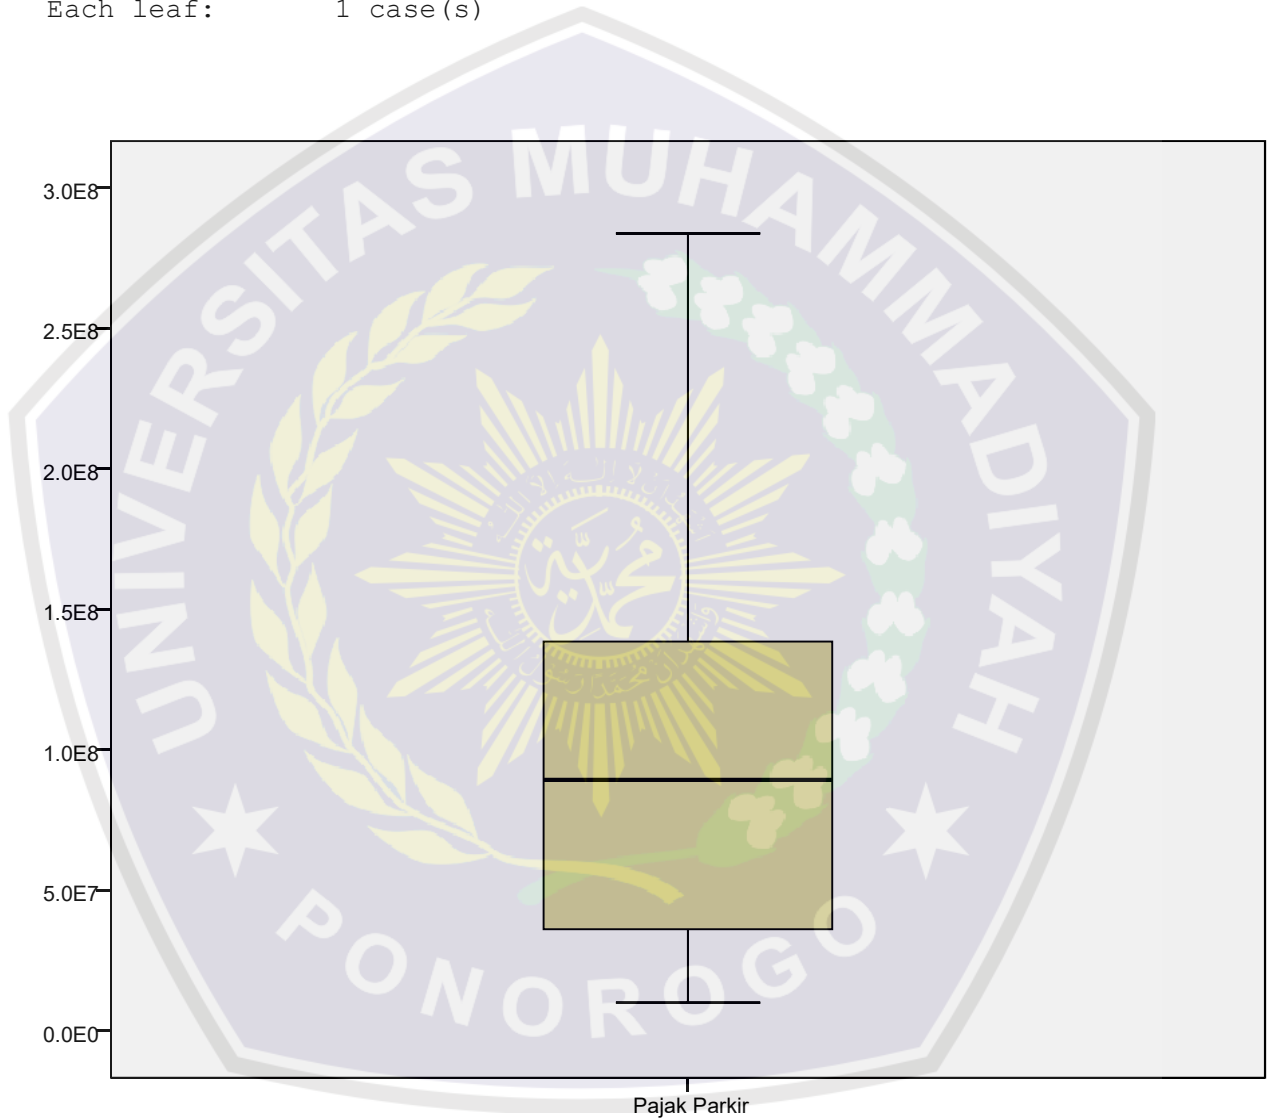 Each leaf: 1 case(s)
UNIVERSITAS MUHAMMADIYAH
3.0E8
2.5E8
2.0E8
1.5E8
1.0E8
5.0E7
0.0E0
محمدية
PONOROGO
Pajak Parkir